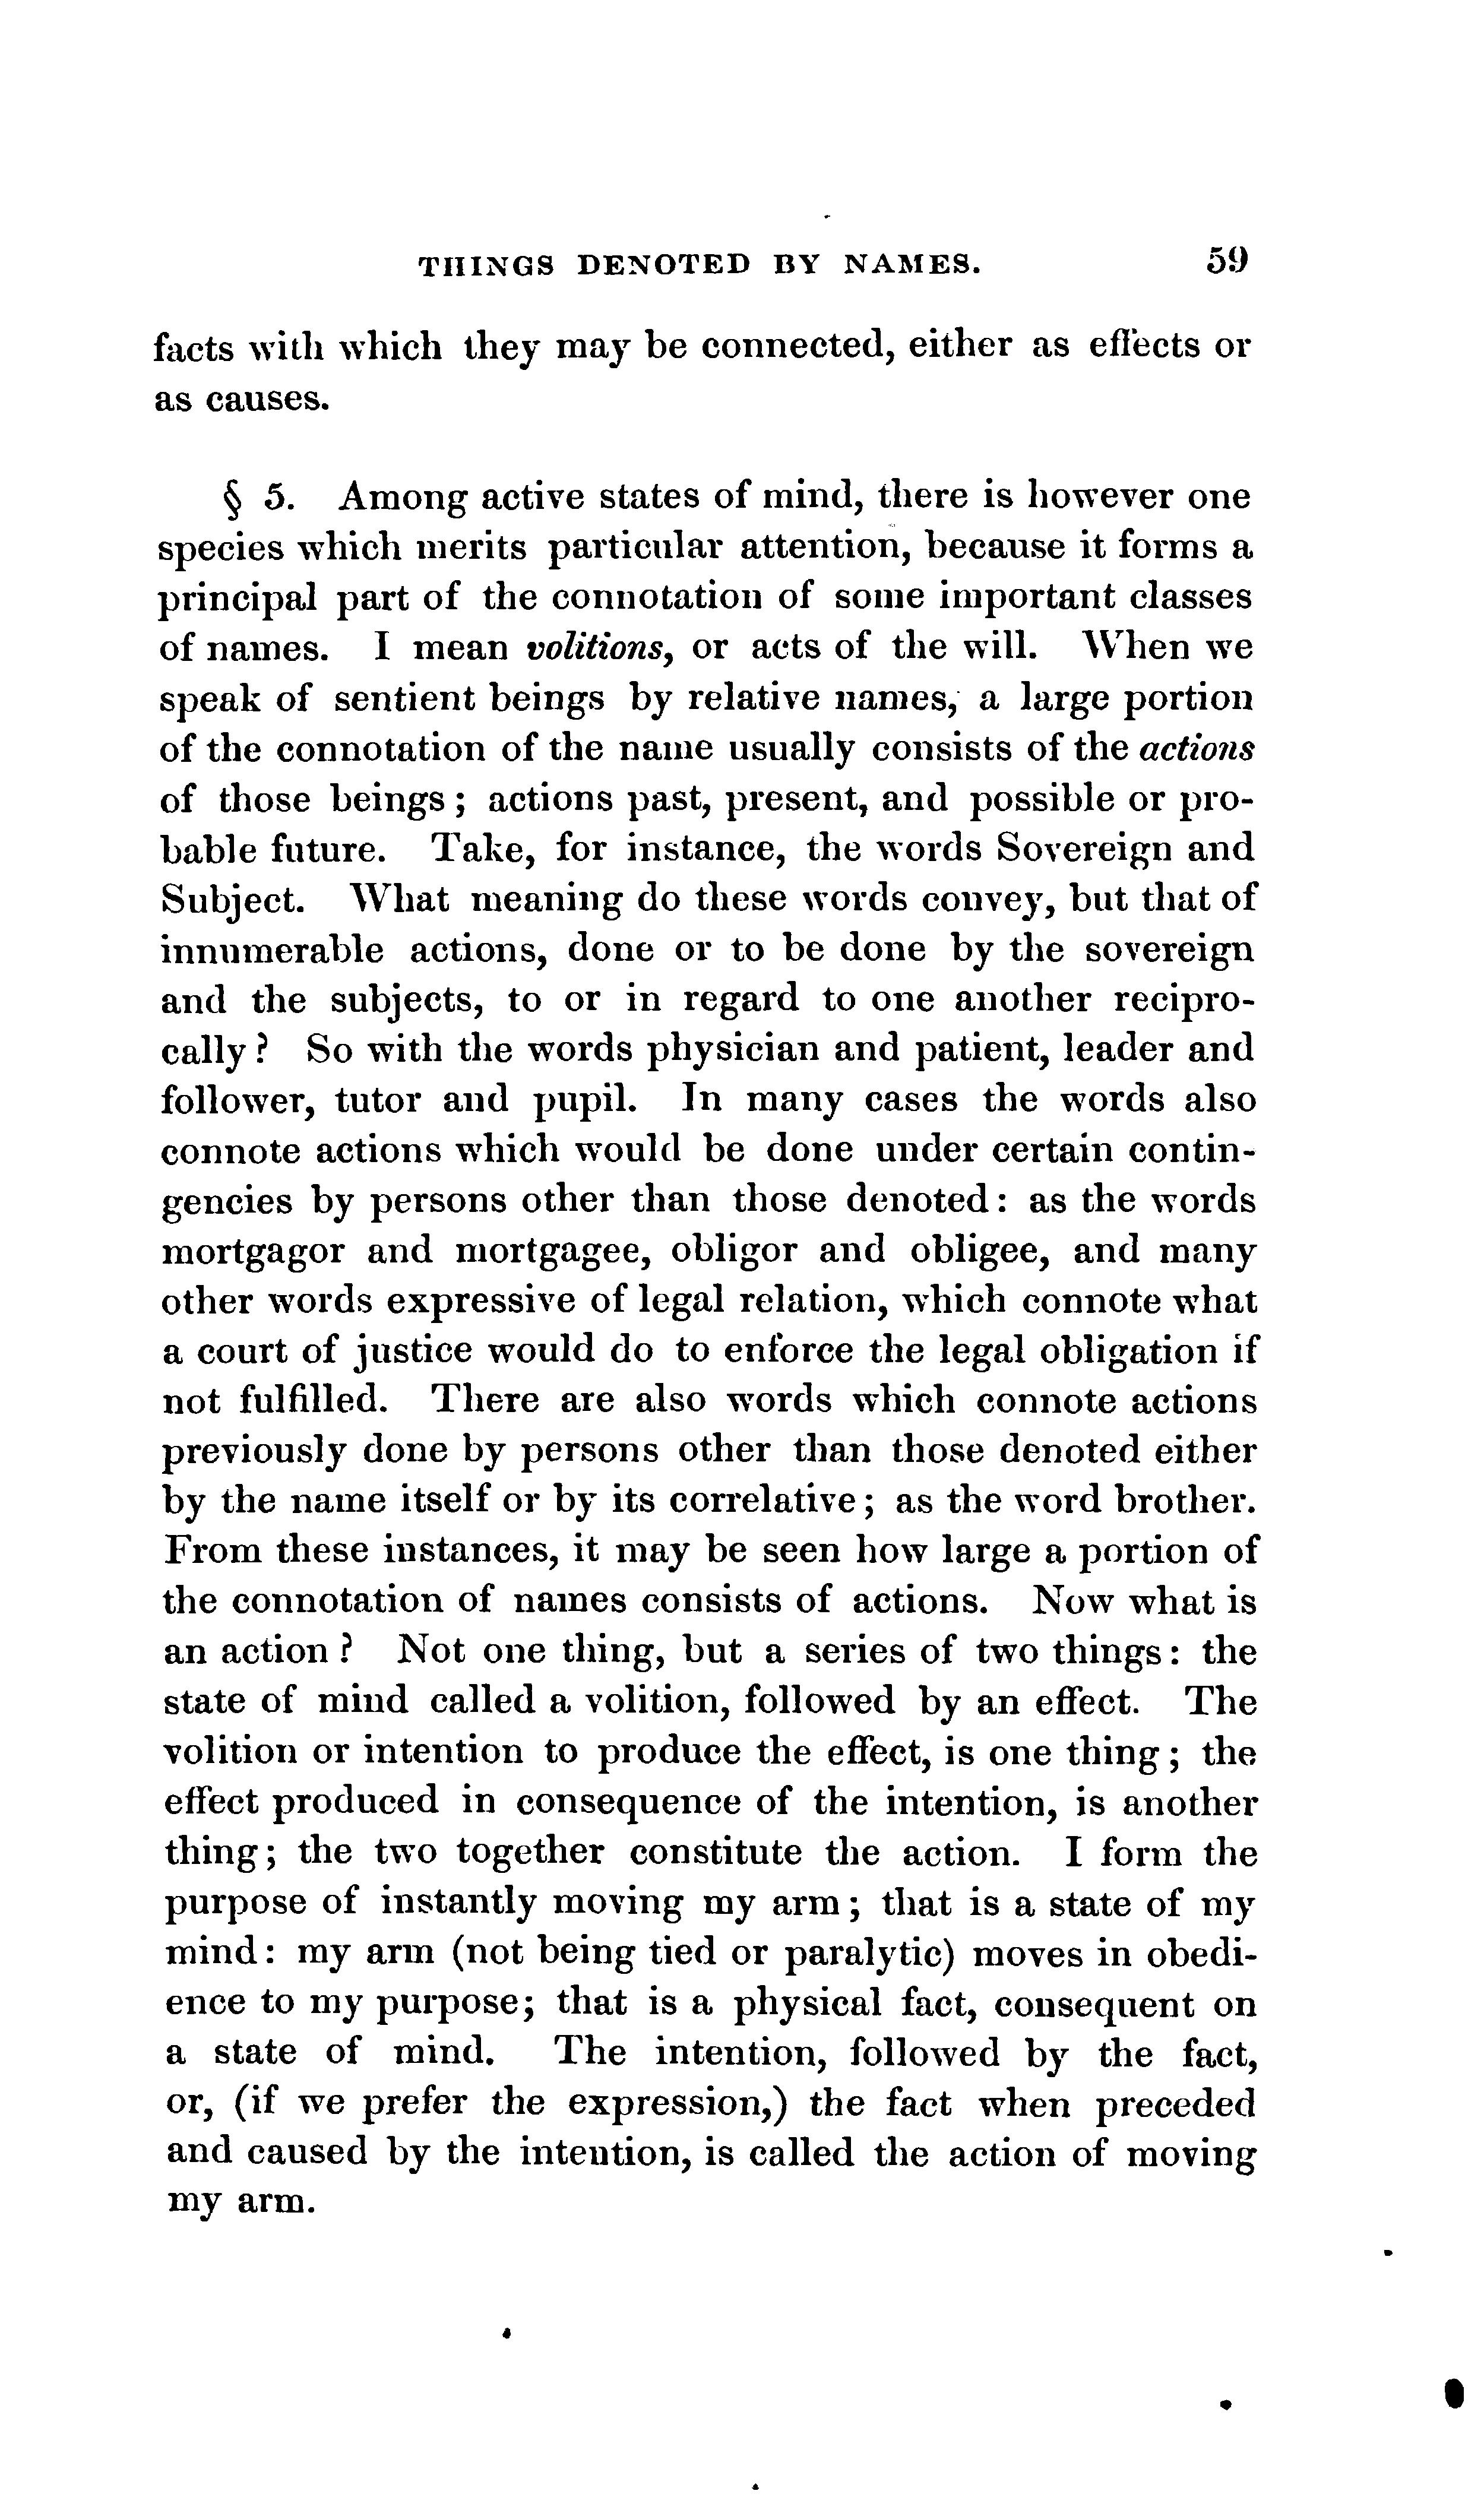 THINGS DENOTED BY NAMES. 59
facts with which they may be connected, either as effects or
as causes.
§ 5. Among active states of mind, there is however one
species which merits particular attention, because it forms a
principal part of the connotation of some important classes
of names. I mean volitions, or acts of the will. When we
speak of sentient beings by relative names, a large portion
of the connotation of the name usually consists of the actions
of those beings; actions past, present, and possible or pro-
bable future. Take, for instance, the words Sovereign and
Subject. What meaning do these words convey, but that of
innumerable actions, done or to be done by the sovereign
and the subjects, to or in regard to one another recipro-
cally? So with the words physician and patient, leader and
follower, tutor and pupil. In many cases the words also
connote actions which would be done under certain contin-
gencies by persons other than those denoted: as the words
mortgagor and mortgagee, obligor and obligee, and many
other words expressive of legal relation, which connote what
a court of justice would do to enforce the legal obligation if
not fulfilled. There are also words which connote actions
previously done by persons other than those denoted either
by the name itself or by its correlative; as the word brother.
From these instances, it may be seen how large a portion of
the connotation of names consists of actions. Now what is
an action? Not one thing, but a series of two things: the
state of mind called a volition, followed by an effect. The
volition or intention to produce the effect, is one thing; the
effect produced in consequence of the intention, is another
thing; the two together constitute the action. I form the
purpose of instantly moving my arm; that is a state of my
mind: my arm (not being tied or paralytic) moves in obedi-
ence to my purpose; that is a physical fact, consequent on
a state of mind. The intention, followed by the fact,
or, (if we prefer the expression,) the fact when preceded
and caused by the intention, is called the action of moving
my arm.